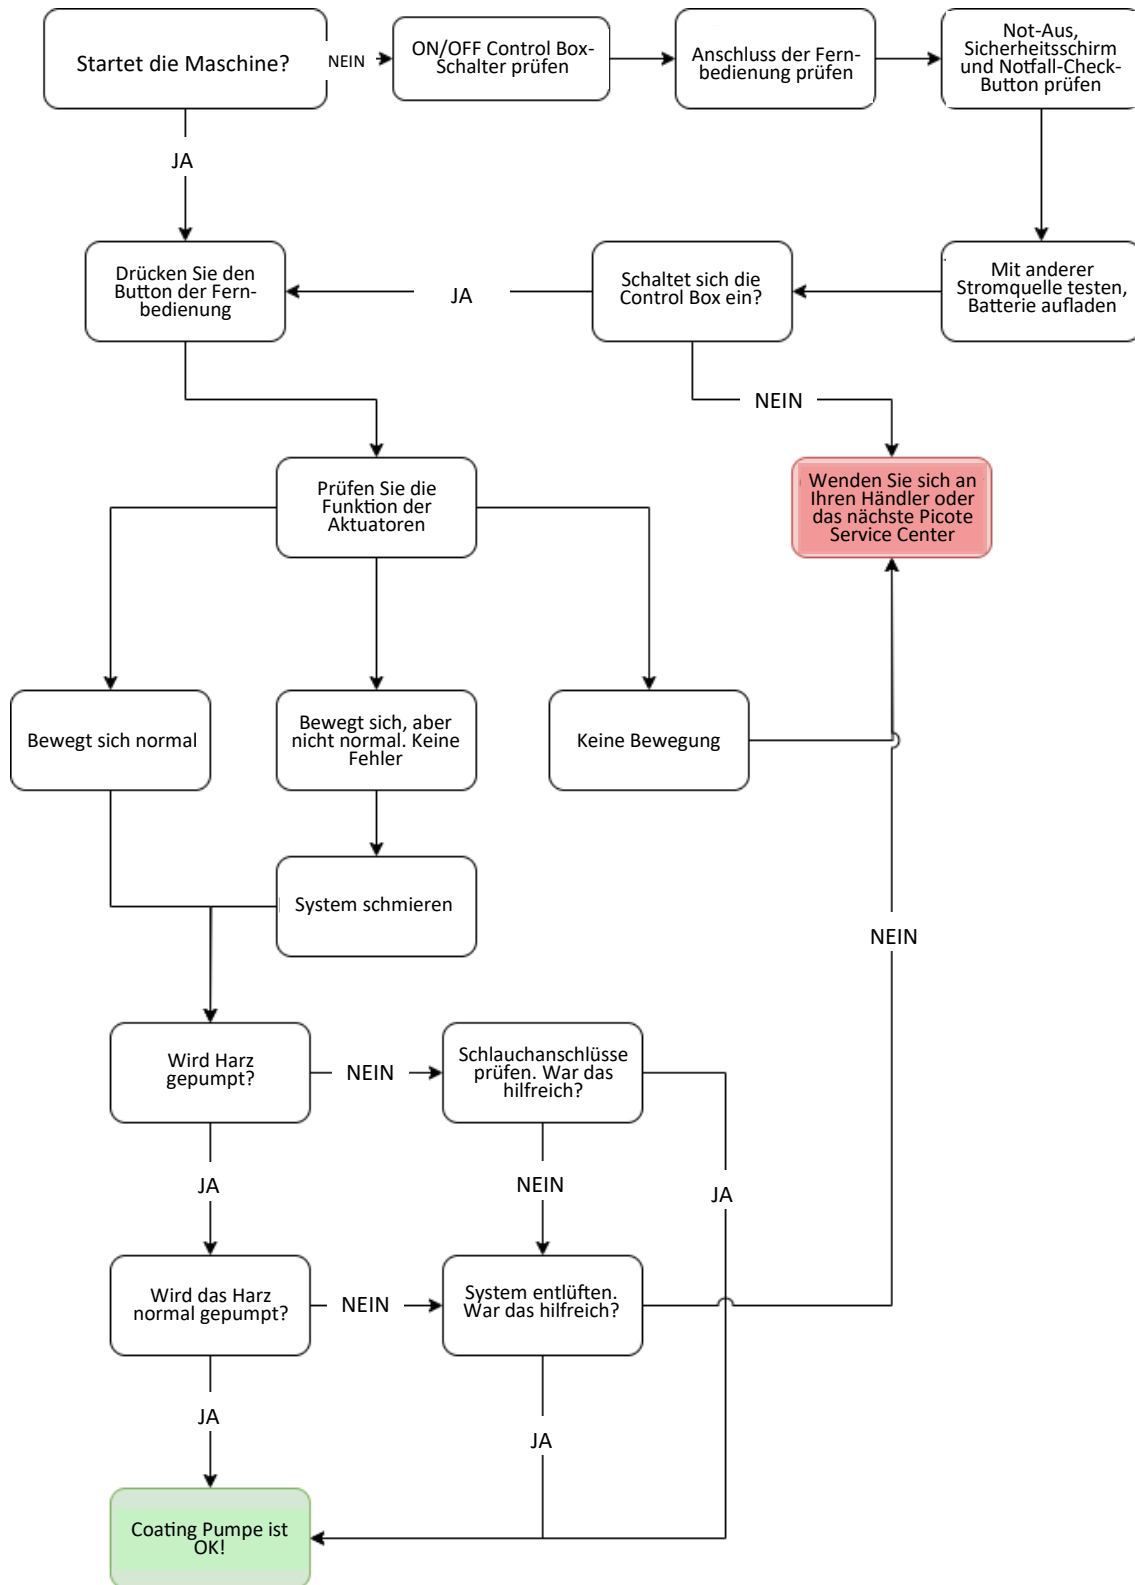 Startet die Maschine?
NEIN
ON/OFF Control Box-
Schalter prüfen
Anschluss der Fern-
bedienung prüfen
Not-Aus,
Sicherheitsschirm
und Notfall-Check-
Button prüfen
JA
Drücken Sie den
Button der Fern-
bedienung
JA
Schaltet sich die
Control Box ein?
Mit anderer
Stromquelle testen,
Batterie aufladen
NEIN
Prüfen Sie die
Funktion der
Aktuatoren
Wenden Sie sich an
Ihren Händler oder
das nächste Picote
Service Center
Bewegt sich normal
Bewegt sich, aber
nicht normal. Keine
Fehler
Keine Bewegung
System schmieren
NEIN
Wird Harz
gepumpt?
NEIN
Schlauchanschlüsse
prüfen. War das
hilfreich?
JA
NEIN
JA
Wird das Harz
normal gepumpt?
NEIN
System entlüften.
War das hilfreich?
JA
JA
Coating Pumpe ist
OK!